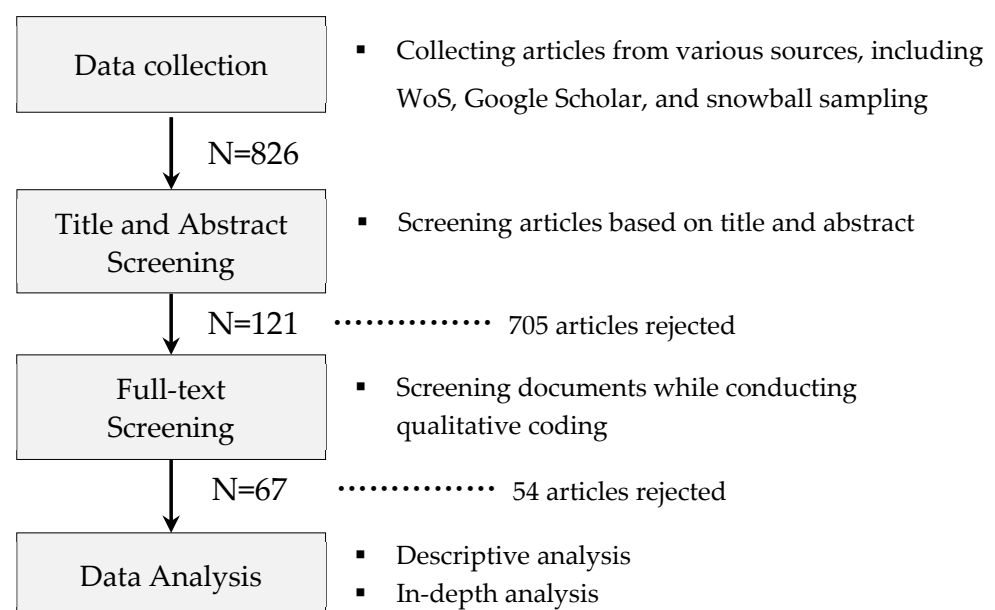 Data collection
▪ Collecting articles from various sources, including
WoS, Google Scholar, and snowball sampling
N=826
Title and Abstract
Screening
▪ Screening articles based on title and abstract
N=121 ··············· 705 articles rejected
Full-text
Screening
▪ Screening documents while conducting
qualitative coding
N=67 ··············· 54 articles rejected
Data Analysis
▪ Descriptive analysis
▪ In-depth analysis